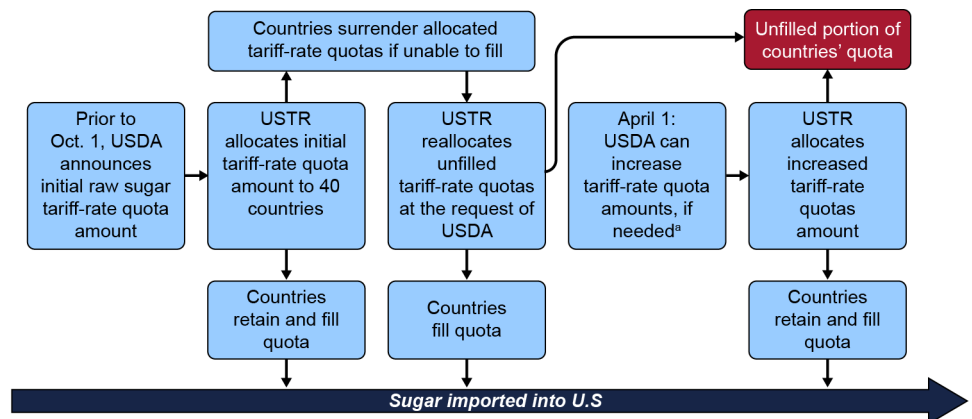 Countries surrender allocated
tariff-rate quotas if unable to fill
Unfilled portion of
countries' quota
Prior to
Oct. 1, USDA
announces
initial raw sugar
tariff-rate quota
amount
USTR
allocates initial
tariff-rate quota
amount to 40
countries
USTR
reallocates
unfilled
tariff-rate quotas
at the request of
USDA
April 1:
USDA can
increase
tariff-rate quota
amounts, if
neededᵃ
USTR
allocates
increased
tariff-rate
quotas
amount
Countries
retain and fill
quota
Countries
fill quota
Countries
retain and fill
quota
Sugar imported into U.S